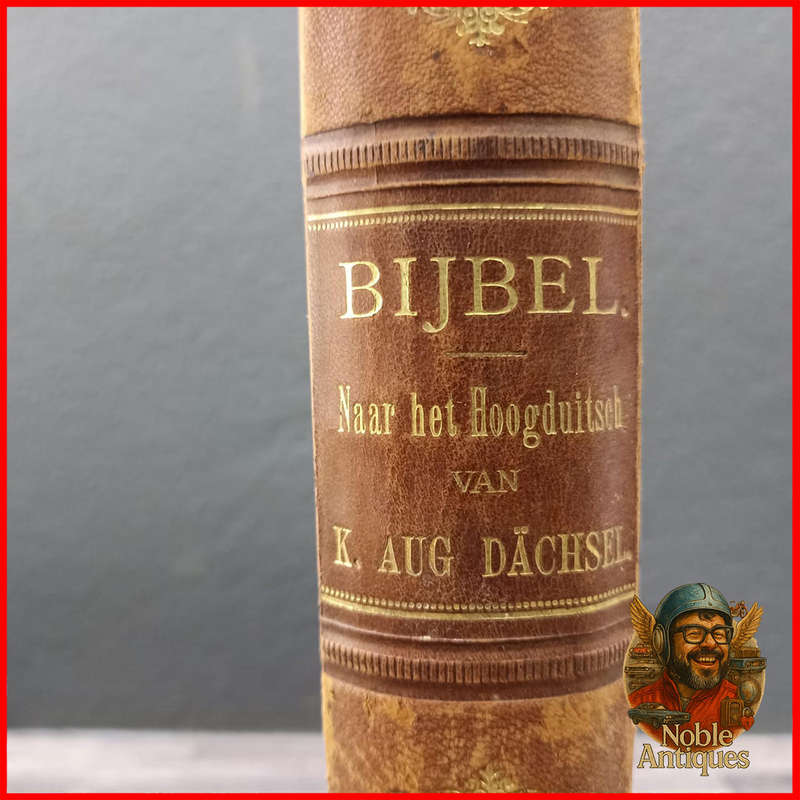 BIJBEL.
Naar het Hoogduitsch
VAN
K. AUG DÄCHSEL.
Noble
Antiques